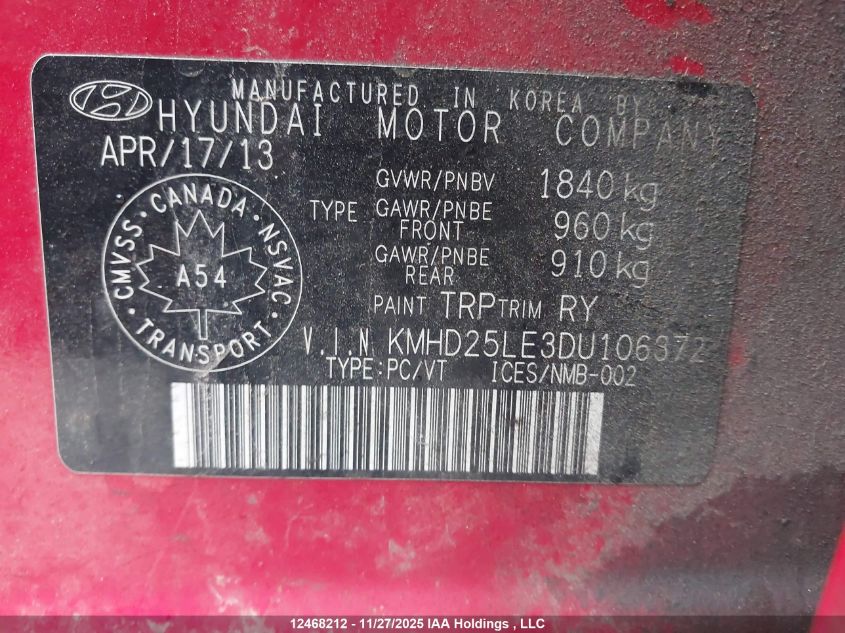 MANUFACTURED IN KOREA BY
HYUNDAI MOTOR COMPANY
APR/17/13
GVWR/PNBV 1840 kg
TYPE GAWR/PNBE FRONT 960 kg
GAWR/PNBE REAR 910 kg
CANADA · NSVAC · TRANSPORT · CMVSS ·
A54
PAINT TRP TRIM RY
V.I.N KMHD25LE3DU106372
TYPE:PC/VT ICES/NMB-002
12468212 - 11/27/2025 IAA Holdings , LLC